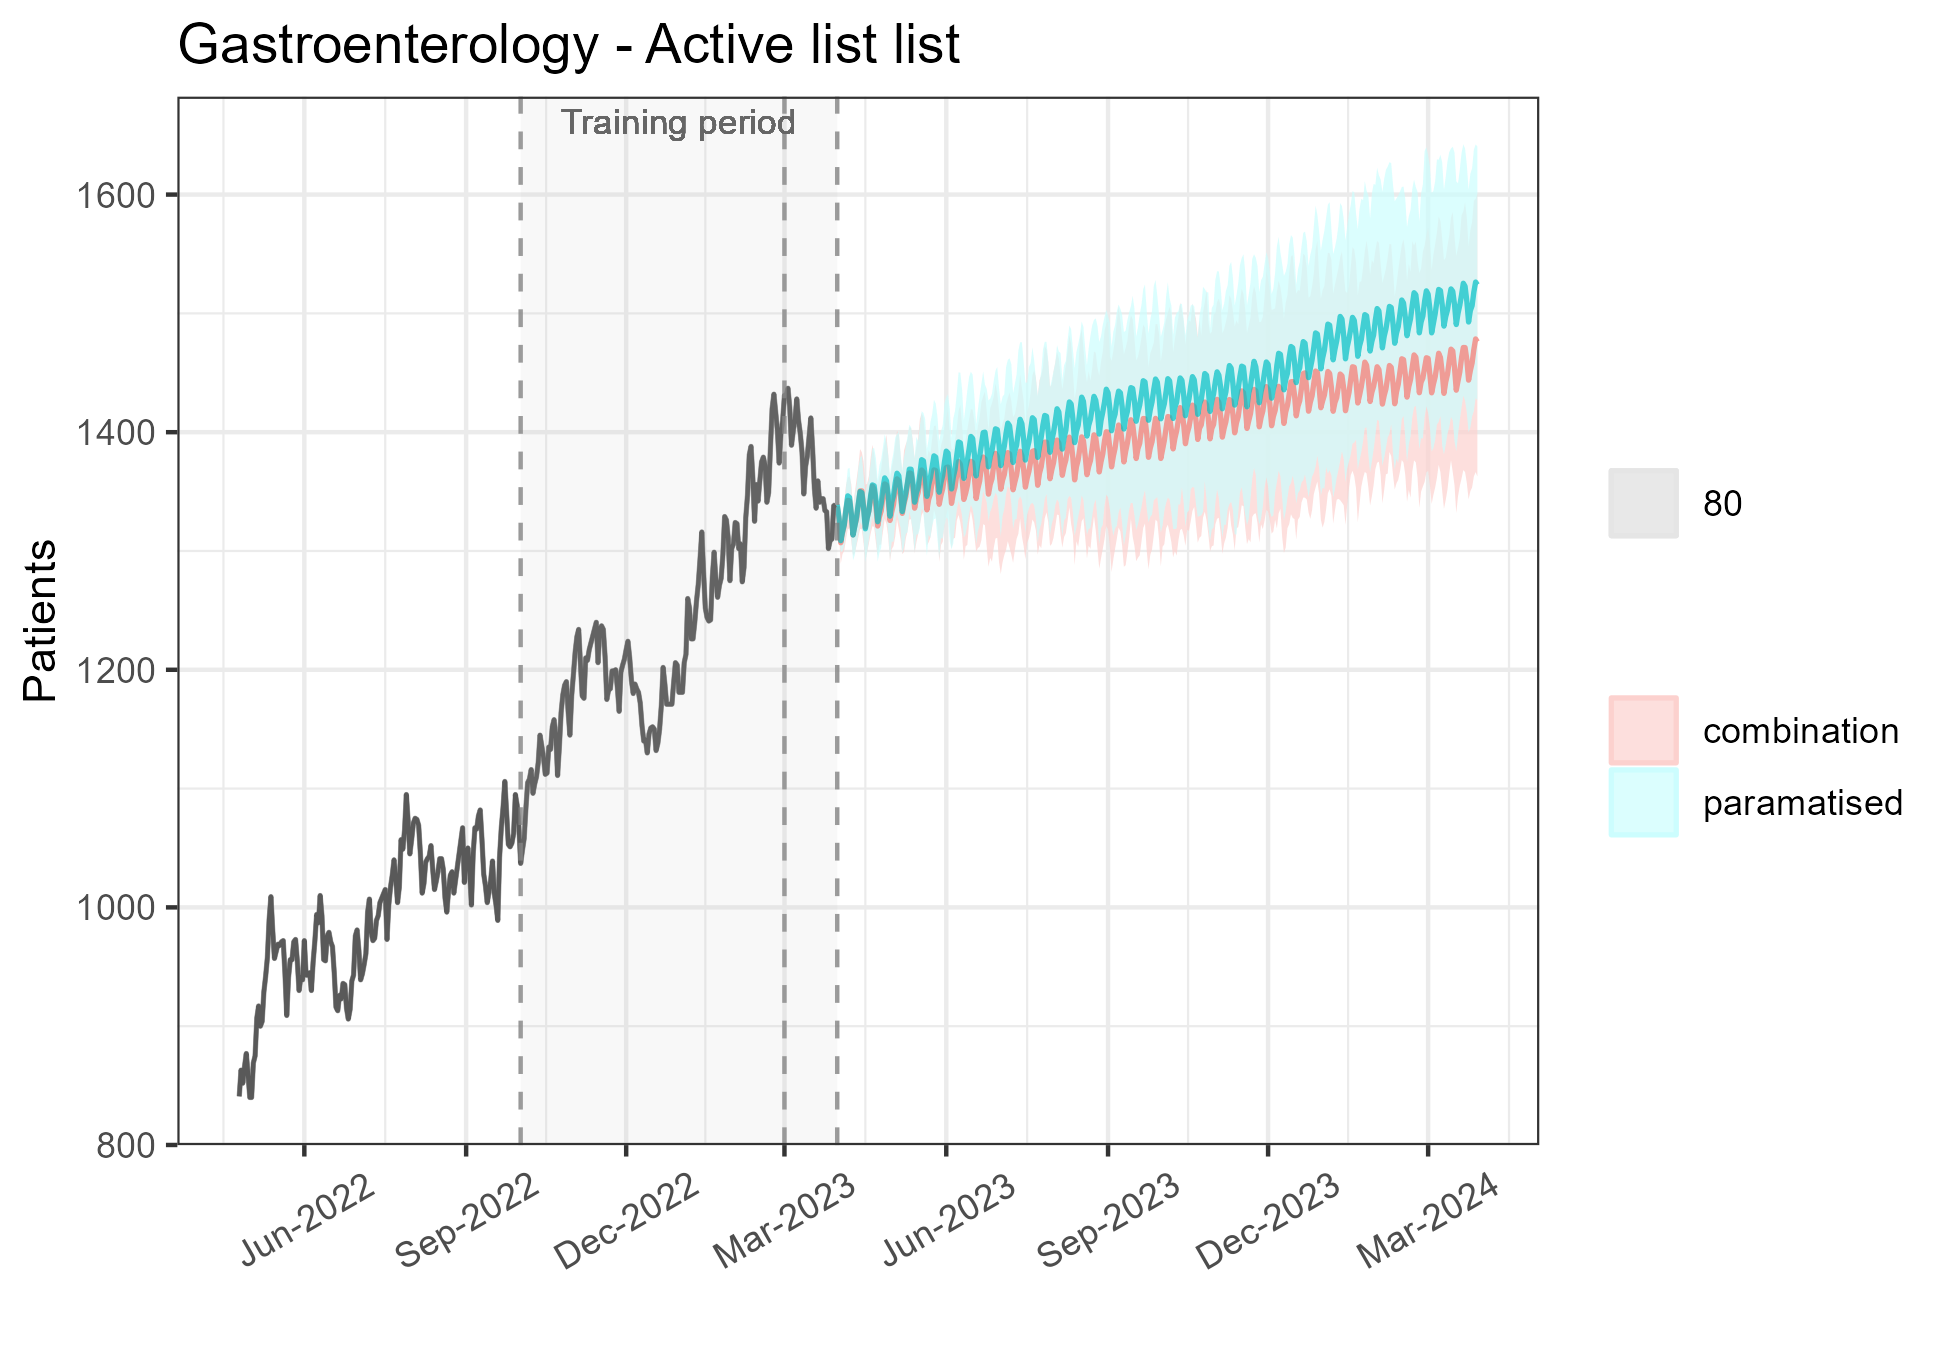 Gastroenterology - Active list list
Training period
Patients
1600
1400
1200
1000
800
Jun-2022
Sep-2022
Dec-2022
Mar-2023
Jun-2023
Sep-2023
Dec-2023
Mar-2024
80
combination
paramatised